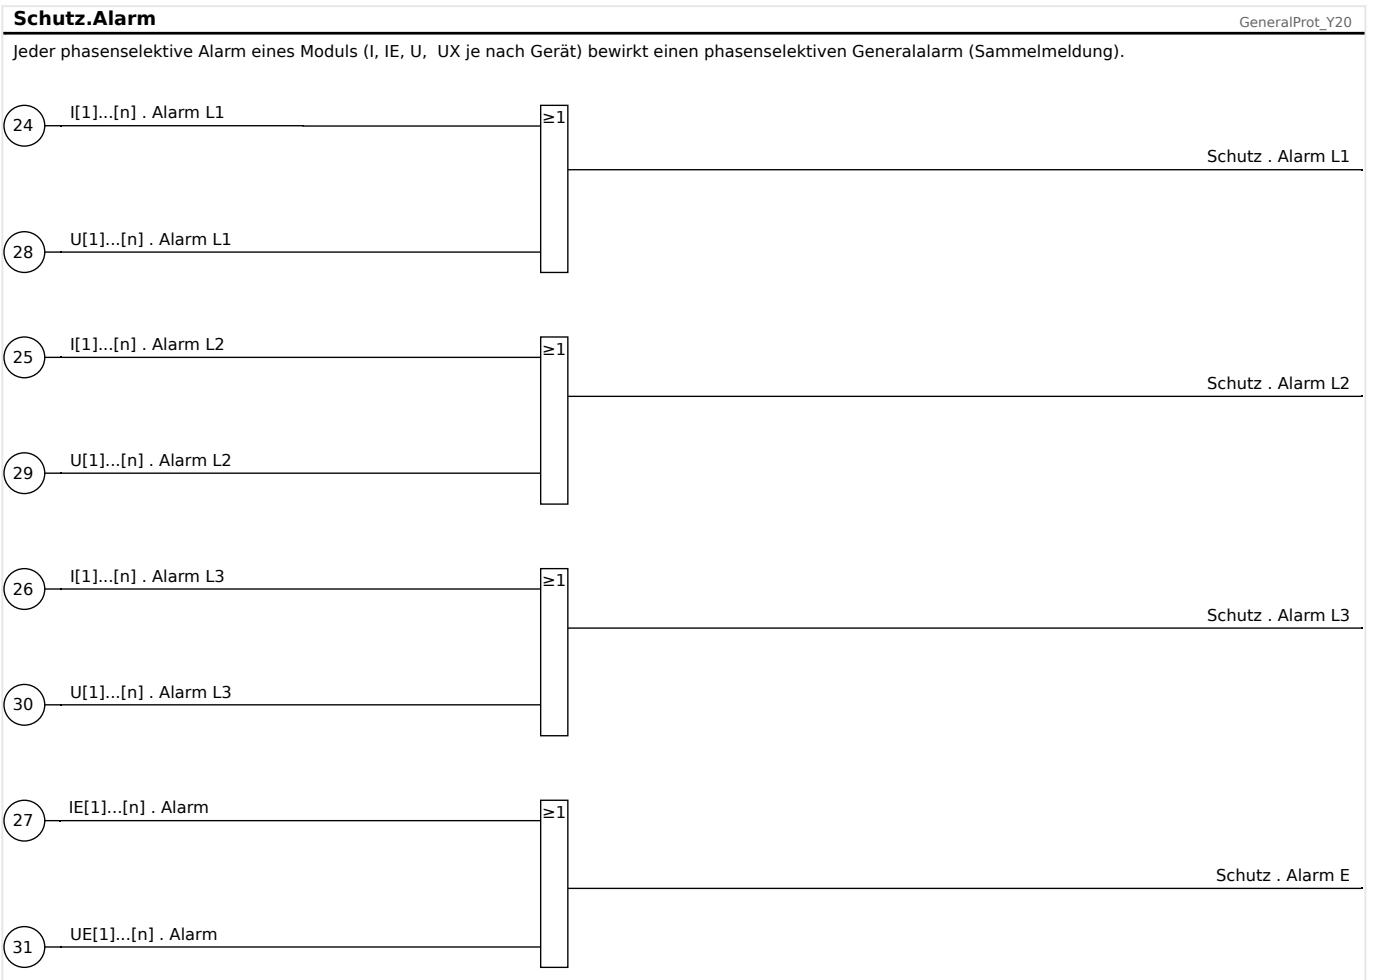 Schutz.Alarm
GeneralProt_Y20
Jeder phasenselektive Alarm eines Moduls (I, IE, U,  UX je nach Gerät) bewirkt einen phasenselektiven Generalalarm (Sammelmeldung).
24
I[1]...[n] . Alarm L1
≥1
Schutz . Alarm L1
28
U[1]...[n] . Alarm L1
25
I[1]...[n] . Alarm L2
≥1
Schutz . Alarm L2
29
U[1]...[n] . Alarm L2
26
I[1]...[n] . Alarm L3
≥1
Schutz . Alarm L3
30
U[1]...[n] . Alarm L3
27
IE[1]...[n] . Alarm
≥1
Schutz . Alarm E
31
UE[1]...[n] . Alarm